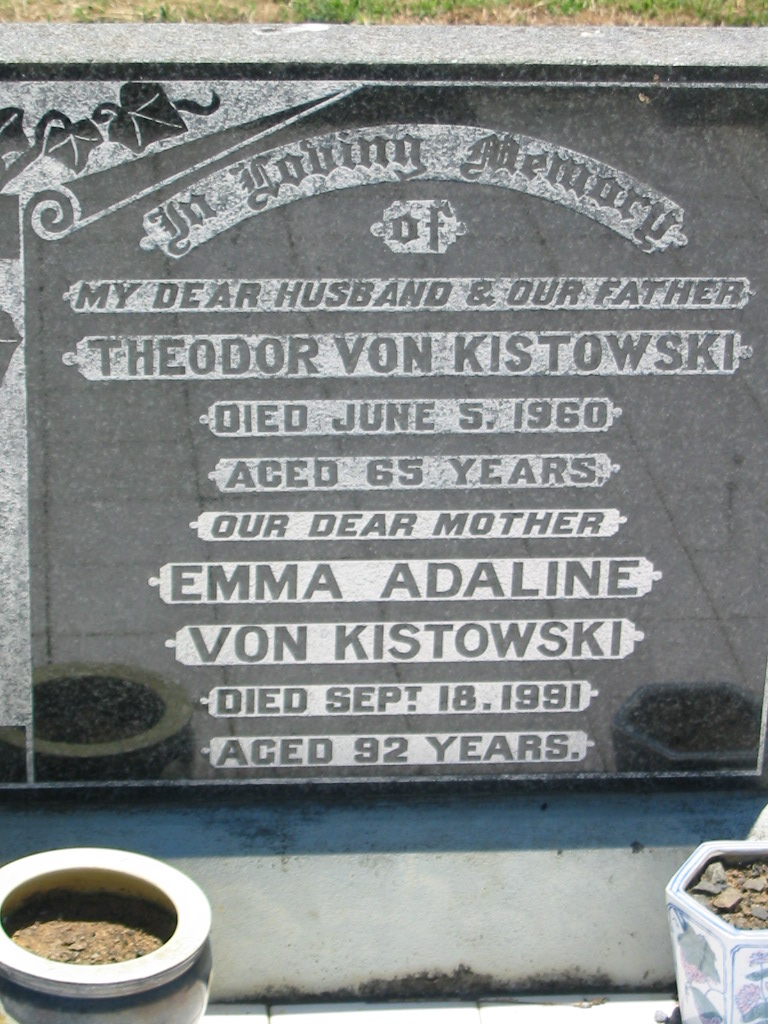 In Loving Memory
of
MY DEAR HUSBAND & OUR FATHER
THEODOR VON KISTOWSKI
DIED JUNE 5, 1960
AGED 65 YEARS,
OUR DEAR MOTHER
EMMA ADALINE
VON KISTOWSKI
DIED SEPT. 18. 1991
AGED 92 YEARS.